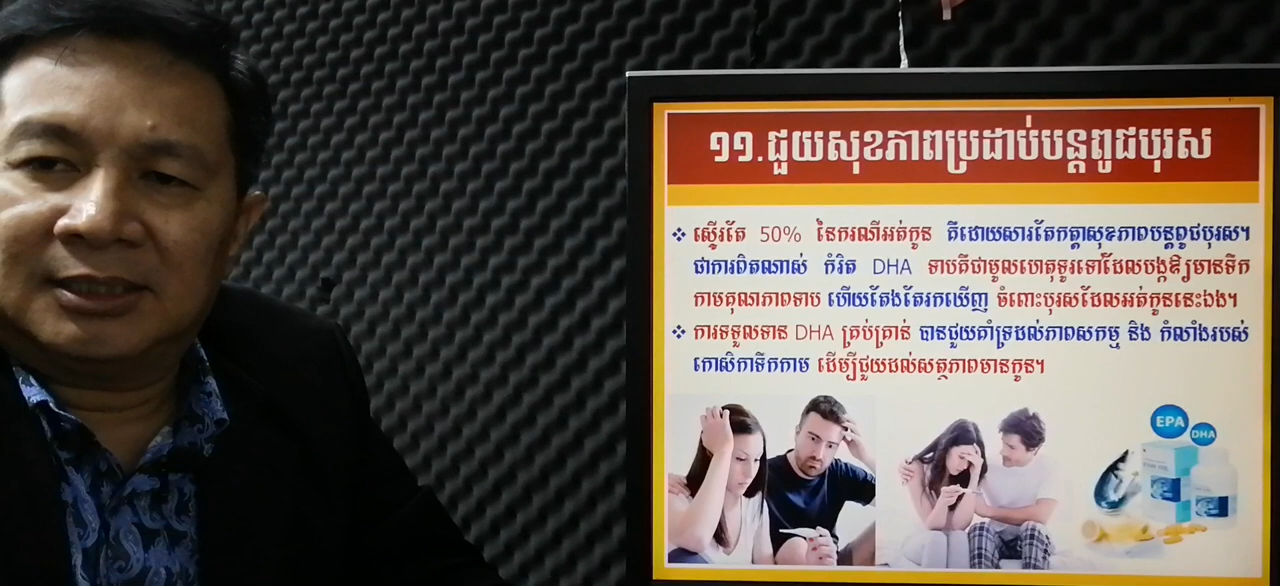 ១១.ជួយសុខភាពប្រដាប់បន្តពូជបុរស
ស្ទើរតែ 50% នៃករណីអត់កូន គឺដោយសារតែកត្តាសុខភាពបន្តពូជបុរស។
ជាការពិតណាស់ កំរិត DHA ទាបគឺជាមូលហេតុទូរទៅដែលបង្កឱ្យមានទឹក
កាមគុណភាពទាប ហើយតែងតែរកឃើញ ចំពោះបុរសដែលអត់កូននេះឯង។
ការទទួលទាន DHA គ្រប់គ្រាន់ បានជួយគាំទ្រដល់ភាពសកម្ម និង កំលាំងរបស់
កោសិកាទឹកកាម ដើម្បីជួយដល់សត្ថភាពមានកូន។
EPA
DHA